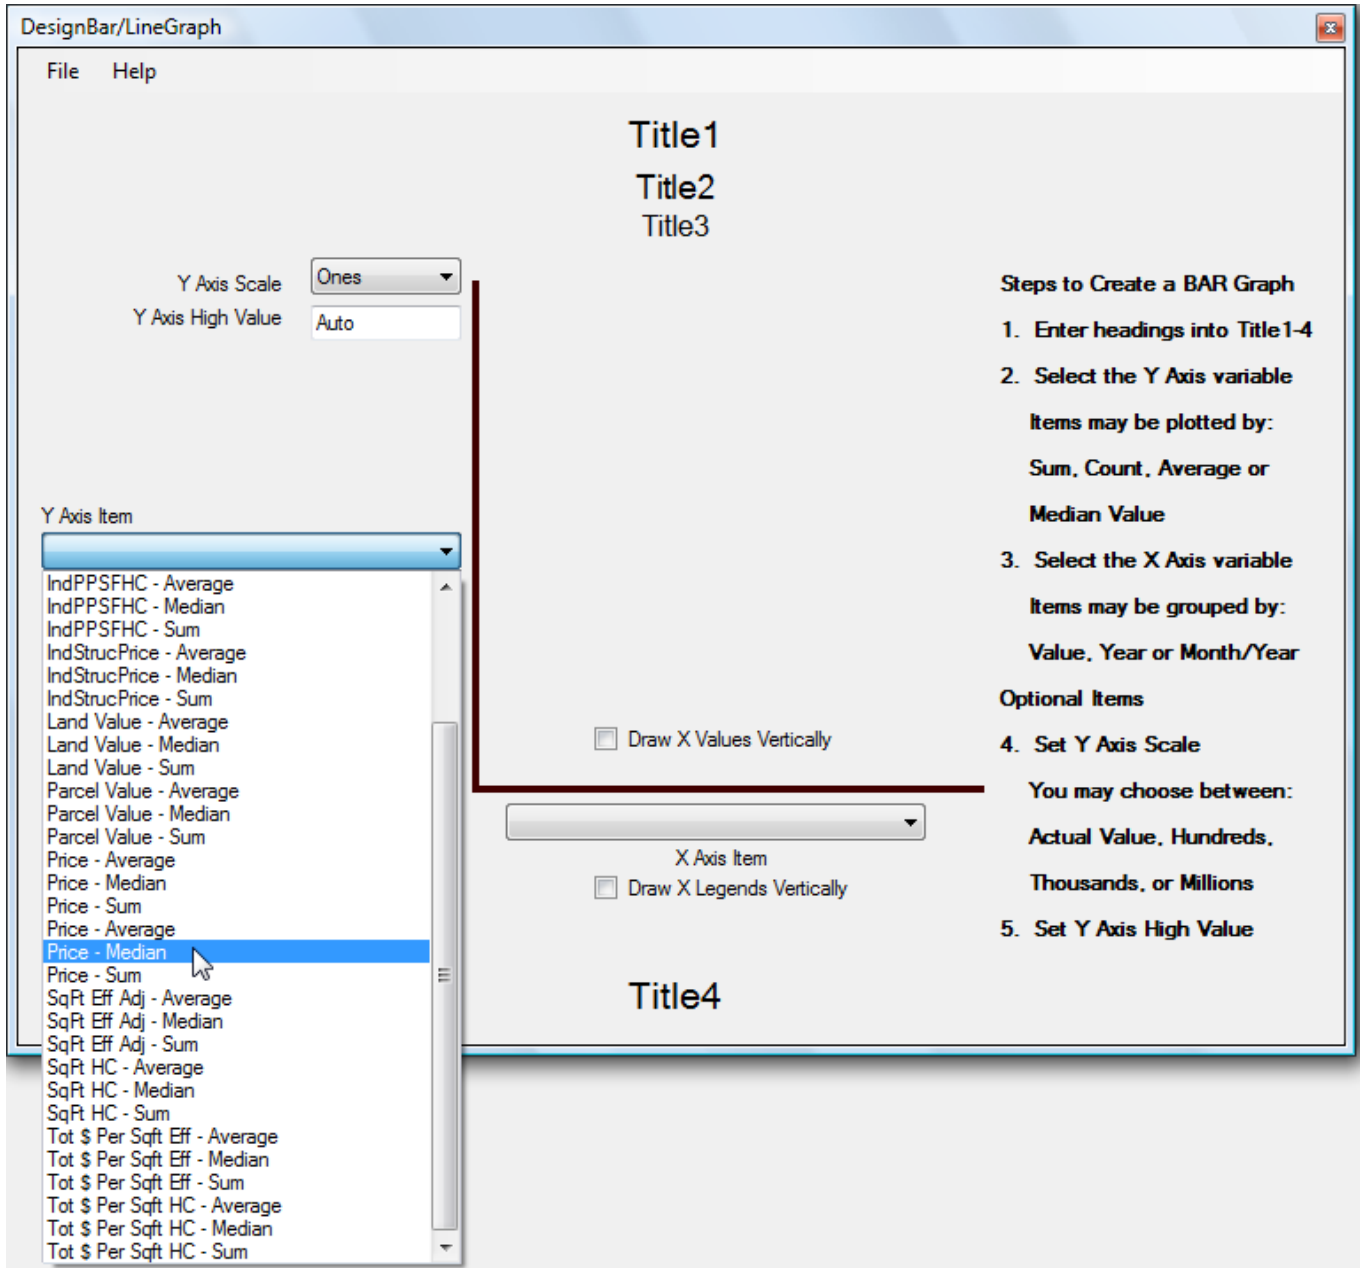 DesignBar/LineGraph
File Help
Title1
Title2
Title3
Y Axis Scale Ones
Y Axis High Value Auto
Y Axis Item
IndPPSFHC - Average
IndPPSFHC - Median
IndPPSFHC - Sum
IndStrucPrice - Average
IndStrucPrice - Median
IndStrucPrice - Sum
Land Value - Average
Land Value - Median
Land Value - Sum
Parcel Value - Average
Parcel Value - Median
Parcel Value - Sum
Price - Average
Price - Median
Price - Sum
Price - Average
Price - Median
Price - Sum
SqFt Eff Adj - Average
SqFt Eff Adj - Median
SqFt Eff Adj - Sum
SqFt HC - Average
SqFt HC - Median
SqFt HC - Sum
Tot $ Per Sqft Eff - Average
Tot $ Per Sqft Eff - Median
Tot $ Per Sqft Eff - Sum
Tot $ Per Sqft HC - Average
Tot $ Per Sqft HC - Median
Tot $ Per Sqft HC - Sum
Draw X Values Vertically
X Axis Item
Draw X Legends Vertically
Title4
Steps to Create a BAR Graph
1. Enter headings into Title1-4
2. Select the Y Axis variable
Items may be plotted by:
Sum, Count, Average or
Median Value
3. Select the X Axis variable
Items may be grouped by:
Value, Year or Month/Year
Optional Items
4. Set Y Axis Scale
You may choose between:
Actual Value, Hundreds,
Thousands, or Millions
5. Set Y Axis High Value